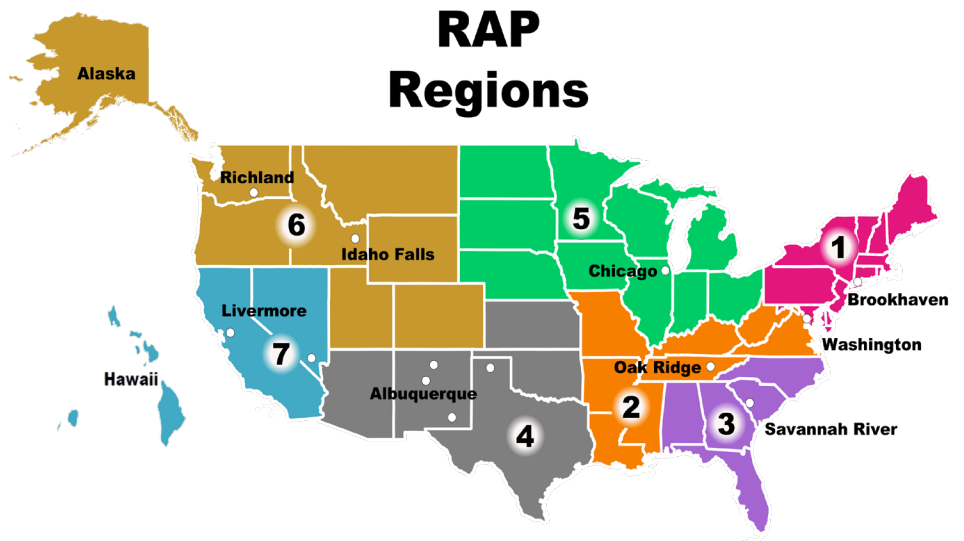 RAP
Regions
Alaska
Richland
6
Idaho Falls
5
Chicago
1
Brookhaven
Washington
Livermore
7
Hawaii
Albuquerque
4
Oak Ridge
2
3
Savannah River